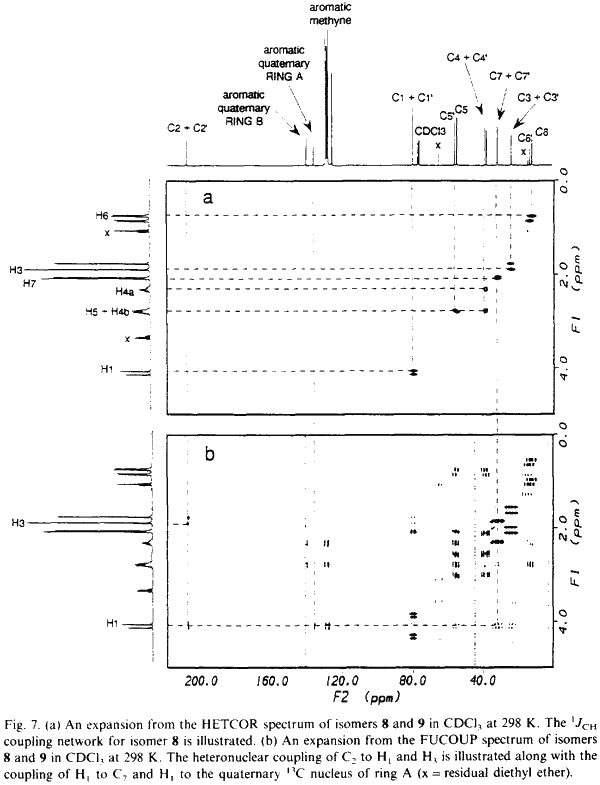 aromatic
methyne
aromatic
quaternary
RING A
aromatic
quaternary
RING B
C2 + C2'
C1 + C1'
C4 + C4'
C7 + C7'
C3 + C3'
C5' C5
CDCl3
x
C6'
x
C6
a
H6
x
H3
H7
H4a
H5 + H4b
x
H1
0.0
2.0
4.0
F1 (ppm)
b
H3
H1
0.0
2.0
4.0
F1 (ppm)
200.0 160.0 120.0 80.0 40.0
F2 (ppm)
Fig. 7. (a) An expansion from the HETCOR spectrum of isomers 8 and 9 in CDCl₃ at 298 K. The ¹JCH
coupling network for isomer 8 is illustrated. (b) An expansion from the FUCOUP spectrum of isomers
8 and 9 in CDCl₃ at 298 K. The heteronuclear coupling of C₂ to H₁ and H₃ is illustrated along with the
coupling of H₁ to C₇ and H₁ to the quaternary ¹³C nucleus of ring A (x = residual diethyl ether).